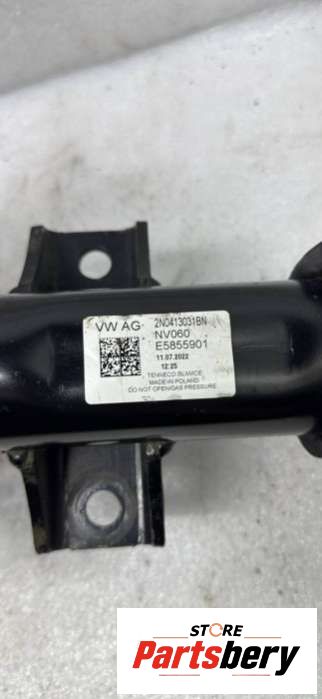 VW AG 2N0413031BN
NV060
E5855901
11.07.2022
12:25
TENNECO GLIWICE
MADE IN POLAND
DO NOT OPEN/GAS PRESSURE
STORE
Partsbery